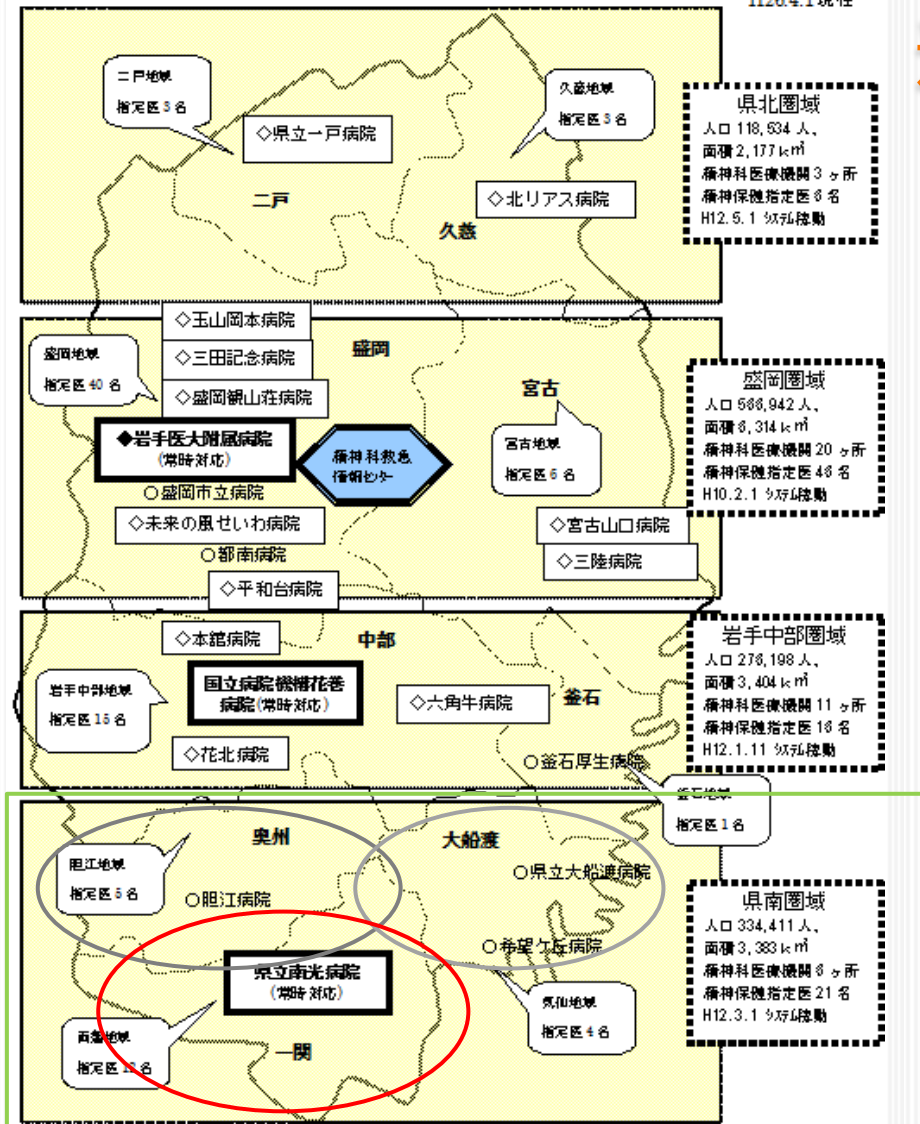 H26.4.1現在
二戸地域
指定医3名
久慈地域
指定医3名
◇県立一戸病院
二戸
◇北リアス病院
久慈
県北圏域
人口118,534人、
面積2,177k㎡
精神科医療機関3ヶ所
精神保健指定医6名
H12.5.1 システム稼動
◇玉山岡本病院
盛岡地域
指定医40名
◇三田記念病院
盛岡
◇盛岡観山荘病院
宮古
◆岩手医大附属病院
(常時対応)
精神科救急
情報センター
宮古地域
指定医6名
○盛岡市立病院
◇未来の風せいわ病院
◇宮古山口病院
○都南病院
◇三陸病院
◇平和台病院
盛岡圏域
人口566,942人、
面積6,314k㎡
精神科医療機関20ヶ所
精神保健指定医46名
H10.2.1 システム稼動
◇本舘病院
中部
岩手中部地域
指定医15名
国立病院機構花巻
病院(常時対応)
◇六角牛病院
釜石
◇花北病院
○釜石厚生病院
釜石地域
指定医1名
岩手中部圏域
人口276,198人、
面積3,404k㎡
精神科医療機関11ヶ所
精神保健指定医16名
H12.1.11 システム稼動
奥州
大船渡
胆江地域
指定医5名
○県立大船渡病院
○胆江病院
○希望ケ丘病院
県立南光病院
(常時対応)
気仙地域
指定医4名
両磐地域
指定医12名
一関
県南圏域
人口334,411人、
面積3,383k㎡
精神科医療機関6ヶ所
精神保健指定医21名
H12.3.1 システム稼動